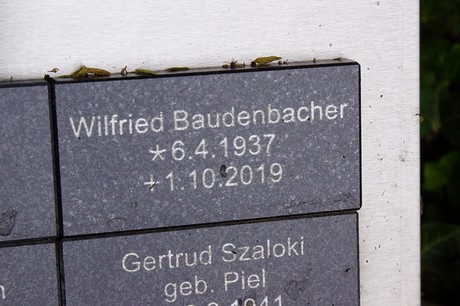 Wilfried Baudenbacher
*6.4.1937
+1.10.2019
Gertrud Szaloki
geb. Piel